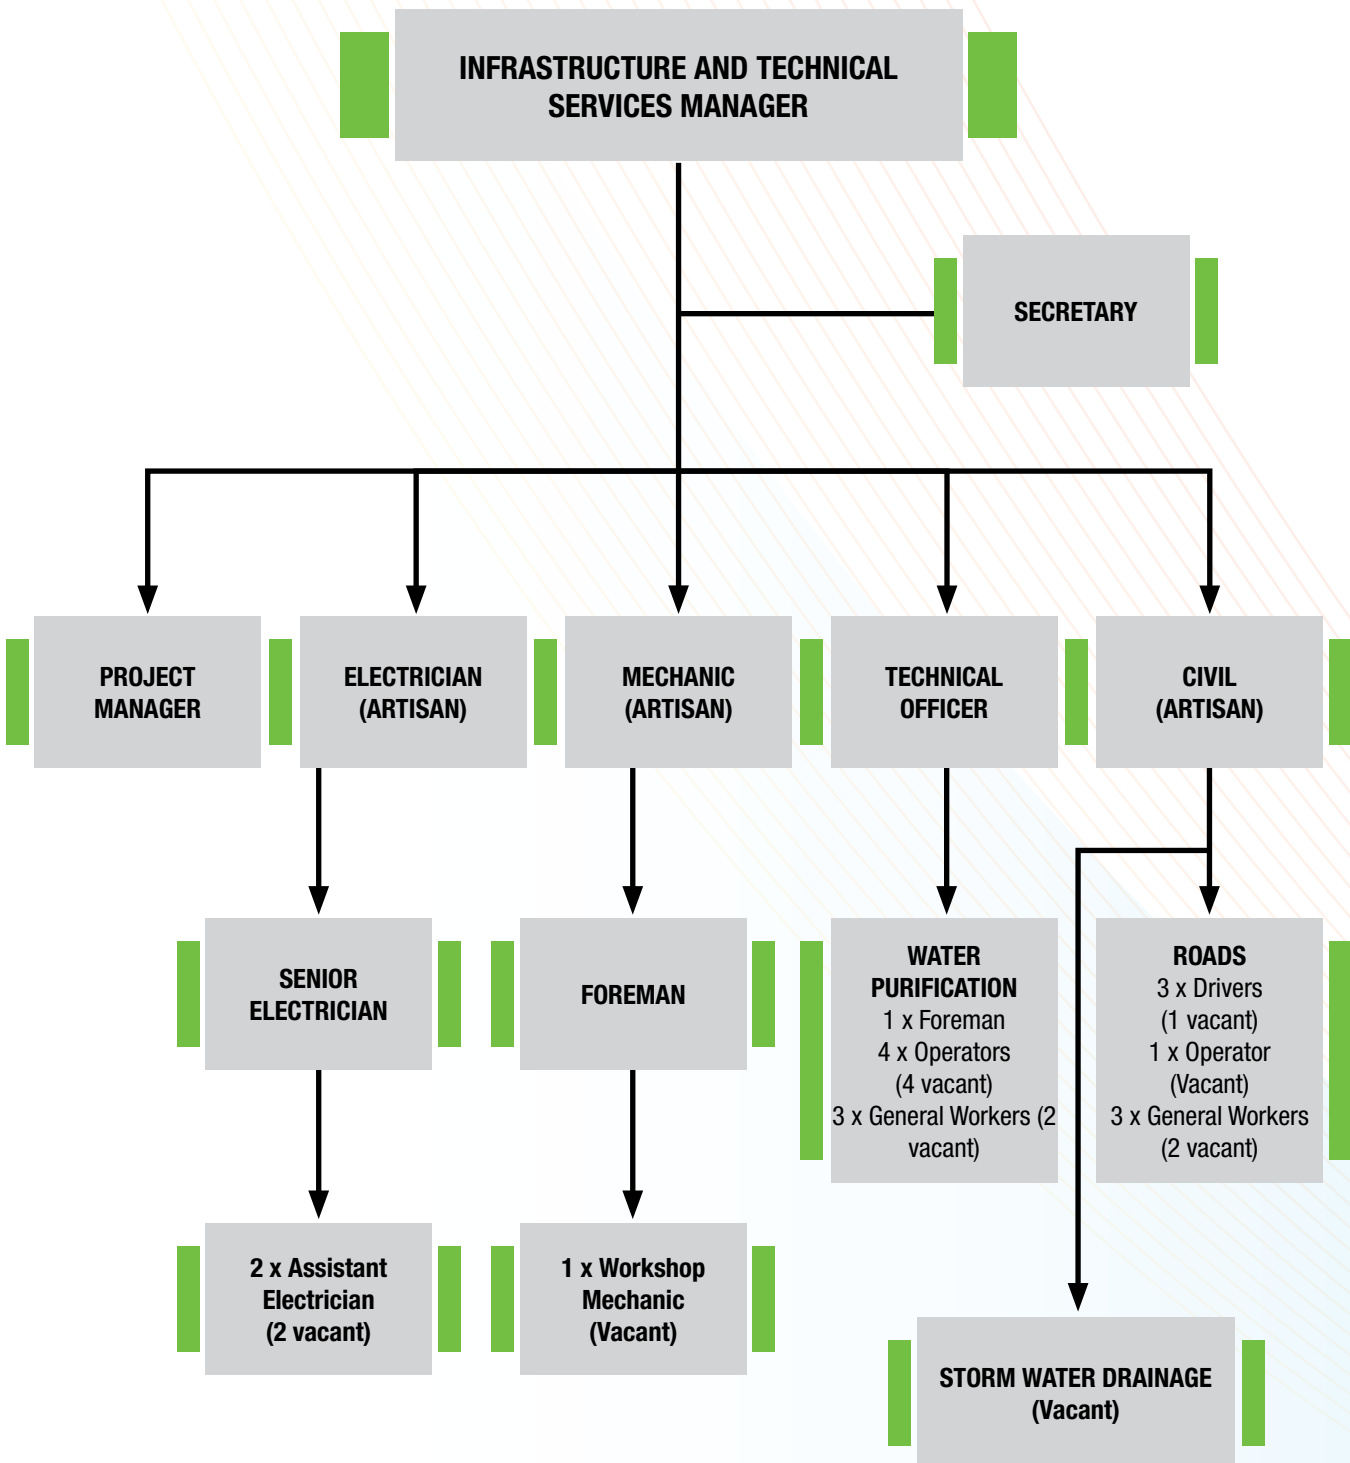 INFRASTRUCTURE AND TECHNICAL
SERVICES MANAGER
SECRETARY
PROJECT
MANAGER
ELECTRICIAN
(ARTISAN)
MECHANIC
(ARTISAN)
TECHNICAL
OFFICER
CIVIL
(ARTISAN)
SENIOR
ELECTRICIAN
FOREMAN
WATER
PURIFICATION
1 x Foreman
4 x Operators
(4 vacant)
3 x General Workers (2
vacant)
ROADS
3 x Drivers
(1 vacant)
1 x Operator
(Vacant)
3 x General Workers
(2 vacant)
2 x Assistant
Electrician
(2 vacant)
1 x Workshop
Mechanic
(Vacant)
STORM WATER DRAINAGE
(Vacant)